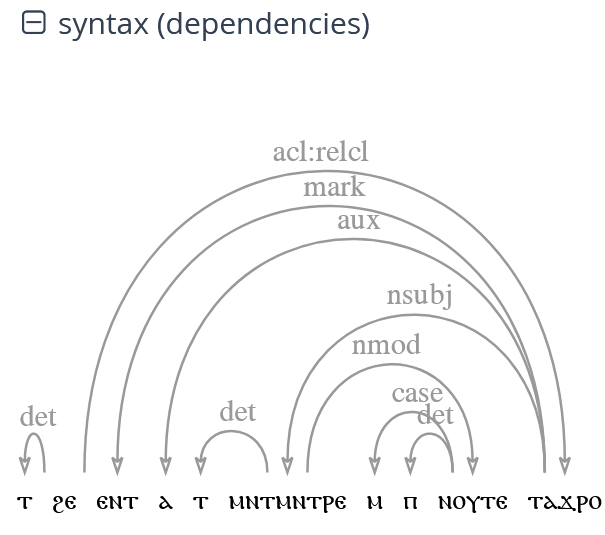 syntax (dependencies)
acl:relcl
mark
aux
nsubj
nmod
case
det det det
ⲧ ϩⲉ ⲉⲛⲧ ⲁ ⲧ ⲙⲛⲧⲙⲛⲧⲣⲉ ⲙ ⲡ ⲛⲟⲩⲧⲉ ⲧⲁϫⲣⲟ